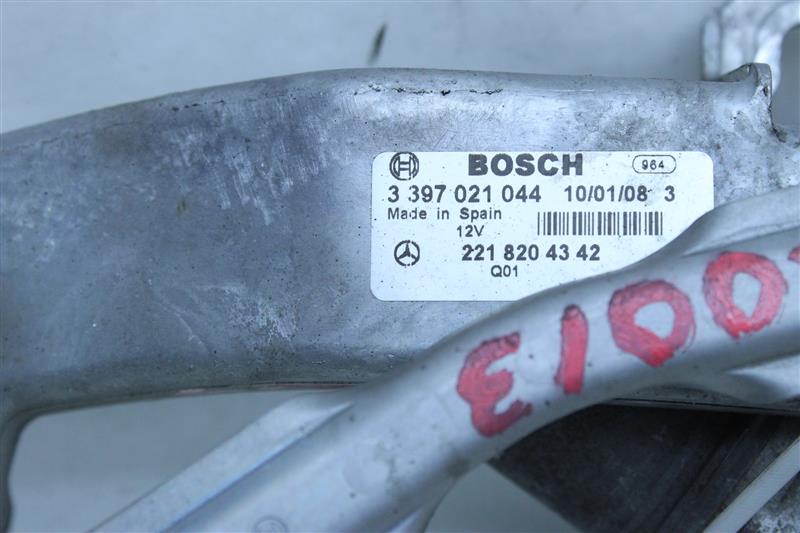 BOSCH 964
3 397 021 044 10/01/08 3
Made in Spain
12V
221 820 43 42
Q01